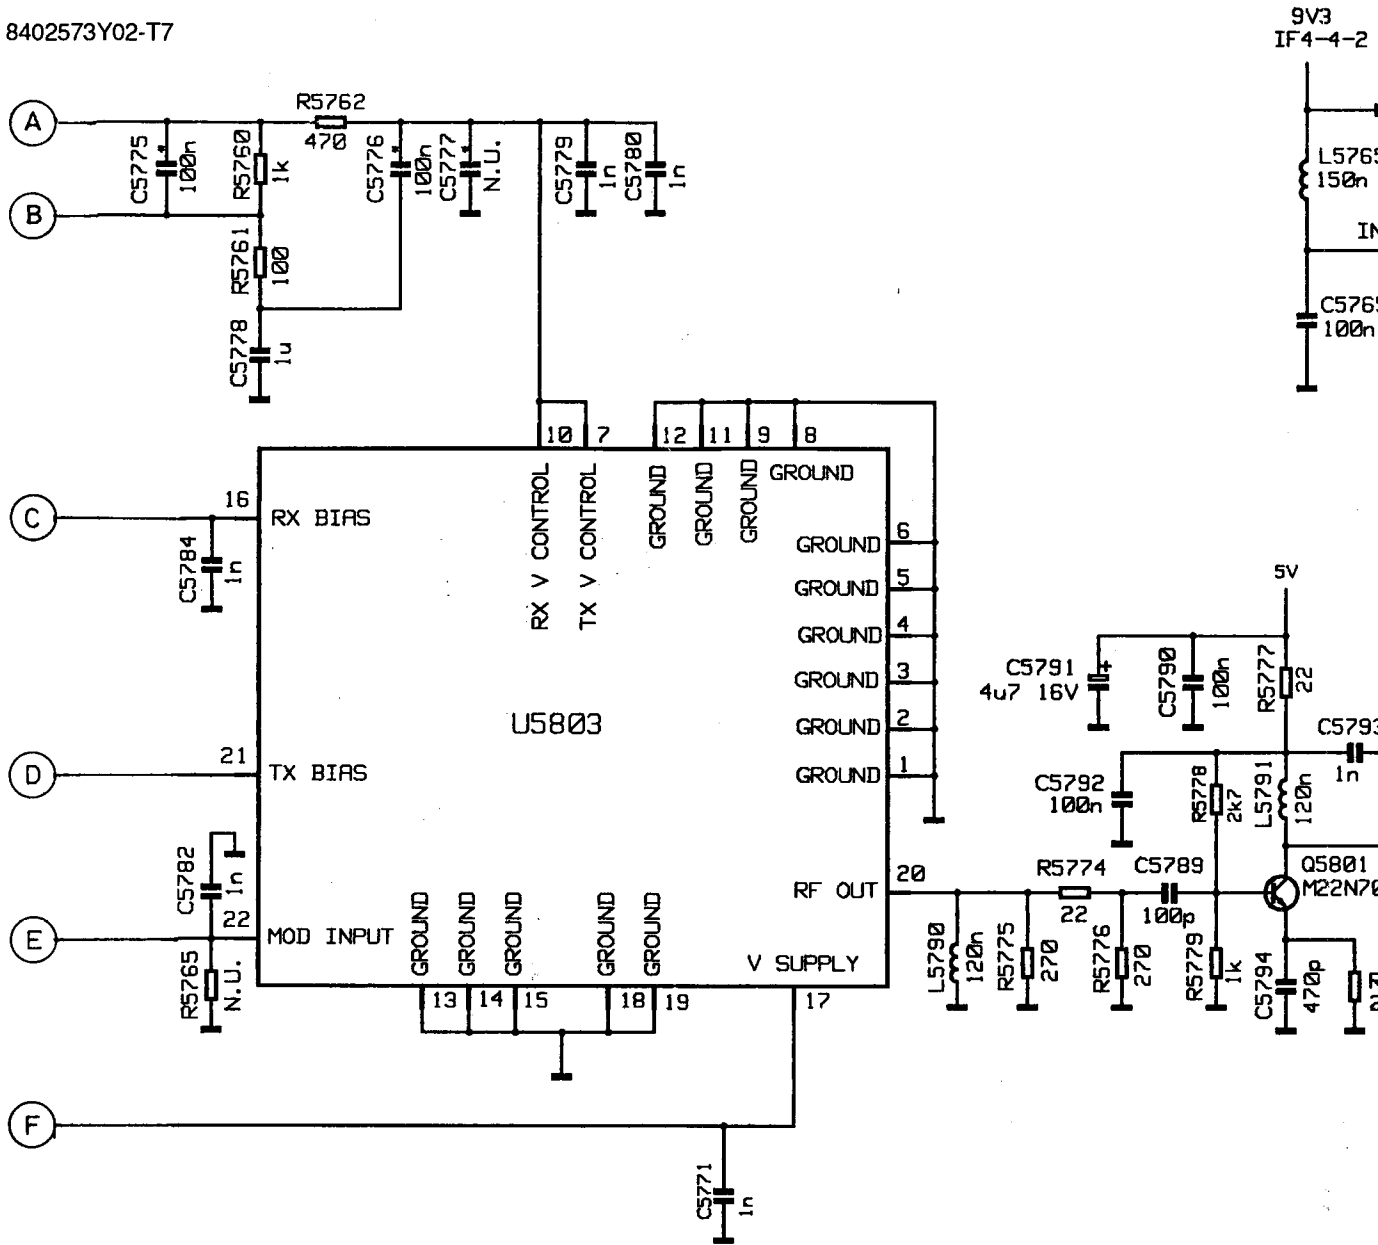 8402573Y02-T7
9V3
IF4-4-2
A
R5762
470
C5775
100n
R5760
1k
C5776
100n
C5777
N.U.
C5779
1n
C5780
1n
L5765
150n
B
R5761
100
C5765
100n
C5778
1u
10
7
12
11
9
8
RX V CONTROL
TX V CONTROL
GROUND
GROUND
GROUND
GROUND
C
16
RX BIAS
C5784
1n
GROUND
6
GROUND
5
GROUND
4
GROUND
3
GROUND
2
GROUND
1
U5803
5V
C5791
+
4u7 16V
C5790
100n
R5777
22
C5793
1n
D
21
TX BIAS
C5792
100n
R5778
2k7
L5791
120n
C5782
1n
RF OUT
20
R5774
22
C5789
100p
Q5801
M22N70
E
22
MOD INPUT
R5765
N.U.
GROUND
GROUND
GROUND
GROUND
GROUND
V SUPPLY
13
14
15
18
19
17
L5790
120n
R5775
270
R5776
270
R5779
1k
C5794
470p
F
C5771
1n